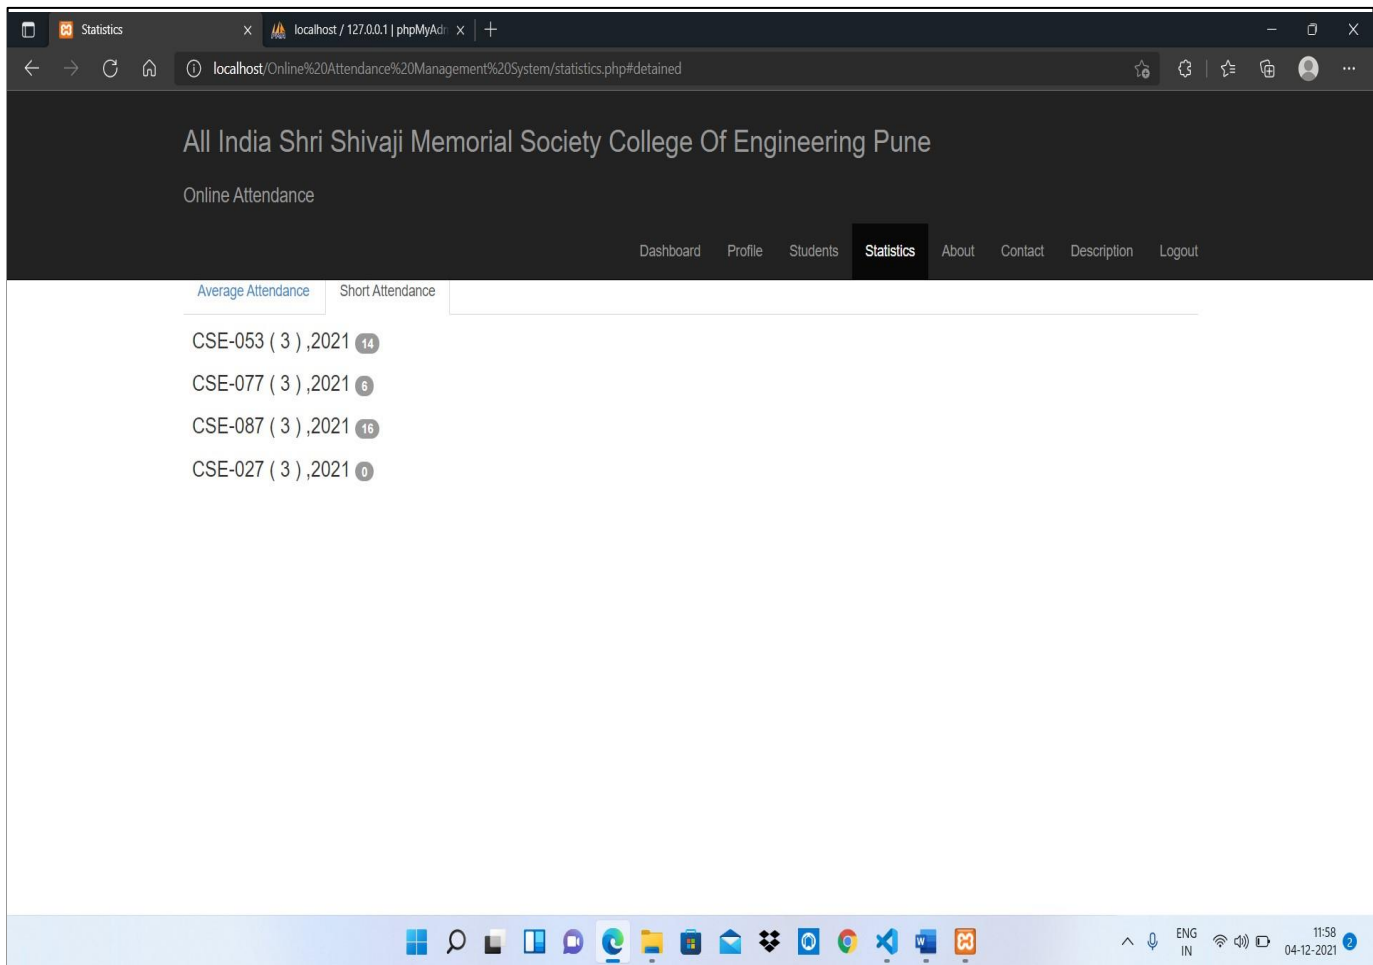 Statistics
localhost / 127.0.0.1 | phpMyAdm
localhost/Online%20Attendance%20Management%20System/statistics.php#detained
All India Shri Shivaji Memorial Society College Of Engineering Pune
Online Attendance
Dashboard Profile Students Statistics About Contact Description Logout
Average Attendance Short Attendance
CSE-053 ( 3 ) ,2021 14
CSE-077 ( 3 ) ,2021 6
CSE-087 ( 3 ) ,2021 16
CSE-027 ( 3 ) ,2021 0
ENG 11:58
IN 04-12-2021 2